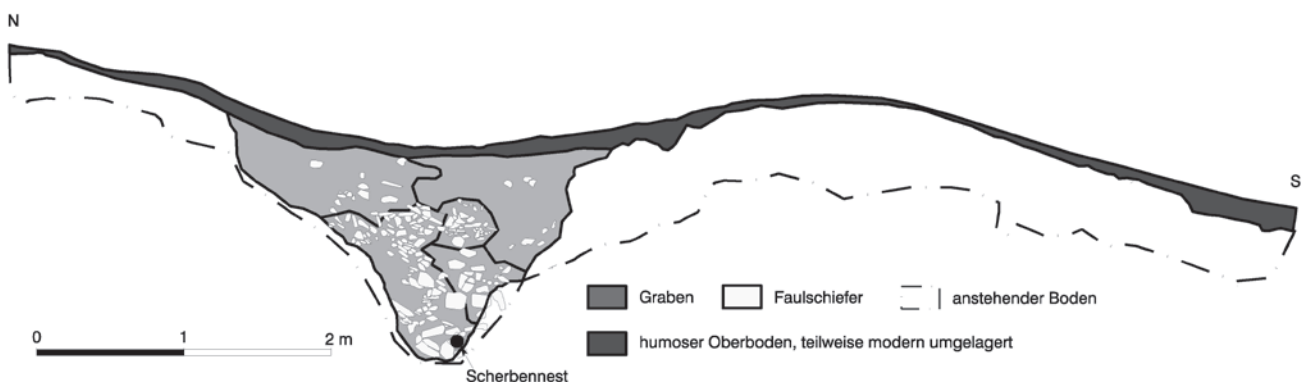 N
S
Graben
Faulschiefer
anstehender Boden
0
1
2 m
humoser Oberboden, teilweise modern umgelagert
Scherbennest